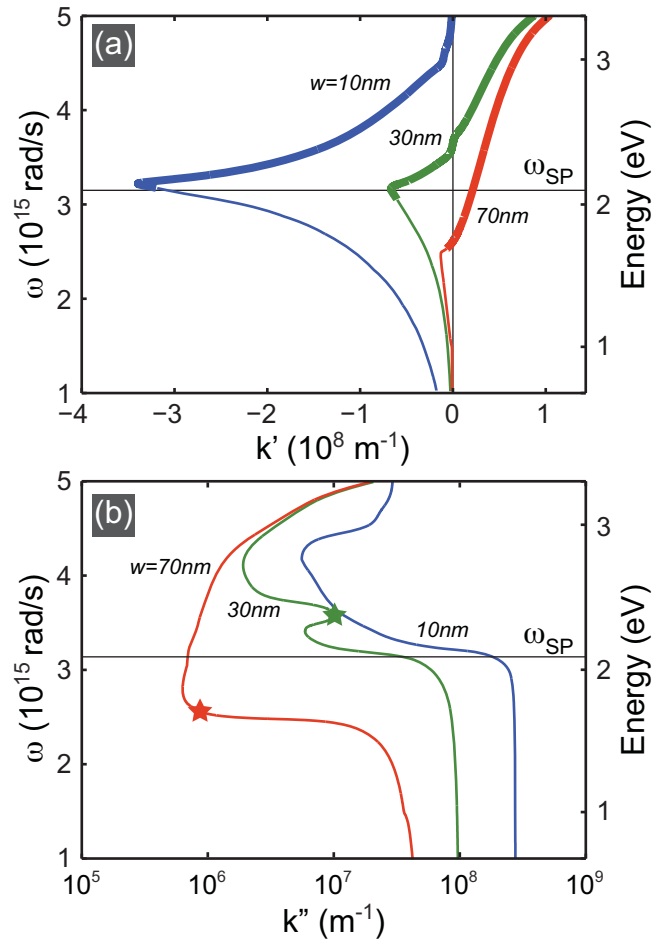 (a)
5
4
3
2
1
ω (10¹⁵ rad/s)
w=10nm
30nm
70nm
ω_SP
3
2
1
Energy (eV)
−4 −3 −2 −1 0 1
k' (10⁸ m⁻¹)
(b)
5
4
3
2
1
ω (10¹⁵ rad/s)
w=70nm
30nm
10nm
ω_SP
3
2
1
Energy (eV)
10⁵ 10⁶ 10⁷ 10⁸ 10⁹
k" (m⁻¹)